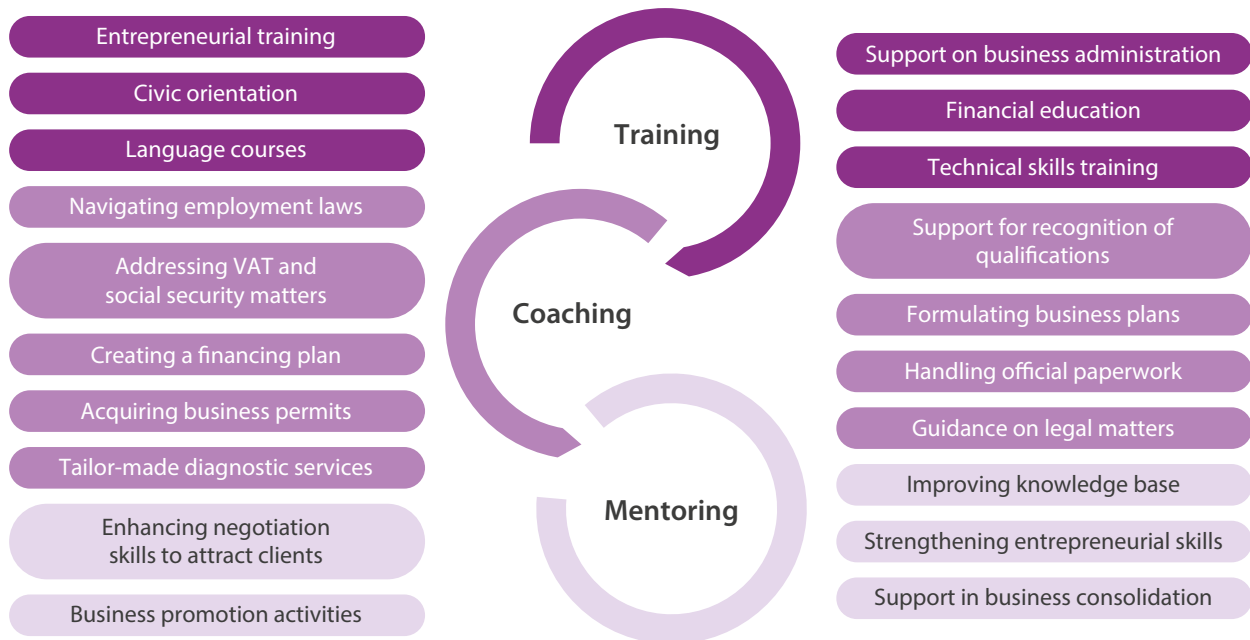 Entrepreneurial training
Civic orientation
Language courses
Navigating employment laws
Addressing VAT and
social security matters
Creating a financing plan
Acquiring business permits
Tailor-made diagnostic services
Enhancing negotiation
skills to attract clients
Business promotion activities
Training
Coaching
Mentoring
Support on business administration
Financial education
Technical skills training
Support for recognition of
qualifications
Formulating business plans
Handling official paperwork
Guidance on legal matters
Improving knowledge base
Strengthening entrepreneurial skills
Support in business consolidation